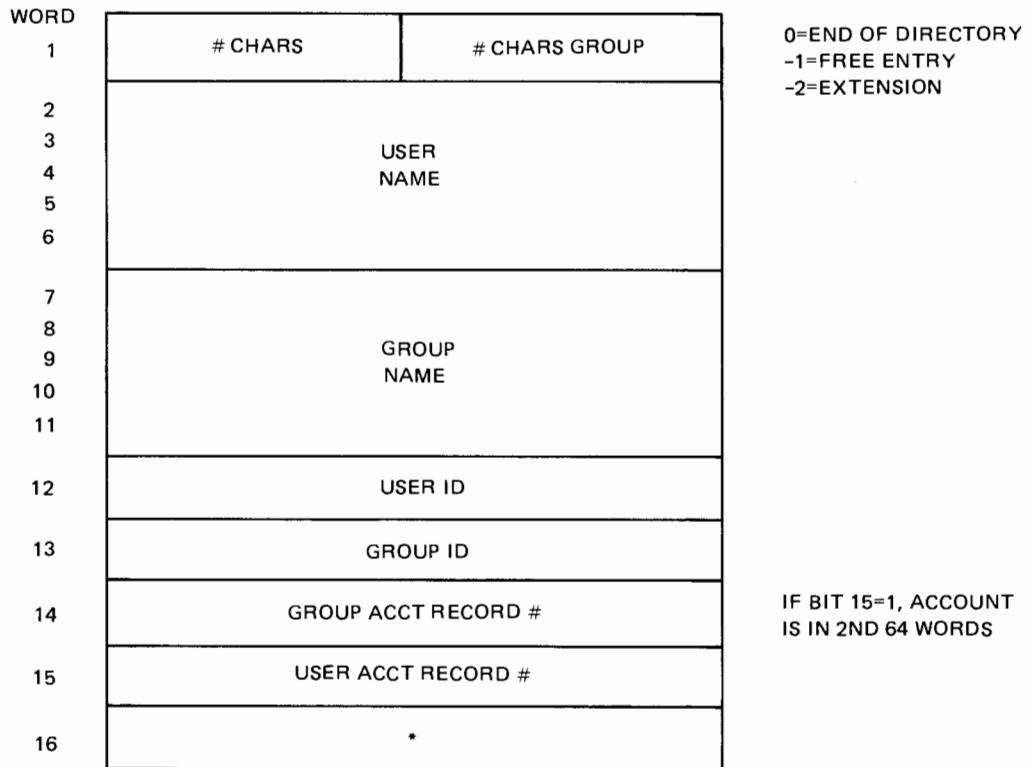 WORD
1 # CHARS # CHARS GROUP 0=END OF DIRECTORY
-1=FREE ENTRY
-2=EXTENSION
2
3 USER
4 NAME
5
6
7
8
9 GROUP
10 NAME
11
12 USER ID
13 GROUP ID
14 GROUP ACCT RECORD # IF BIT 15=1, ACCOUNT
IS IN 2ND 64 WORDS
15 USER ACCT RECORD #
16 *